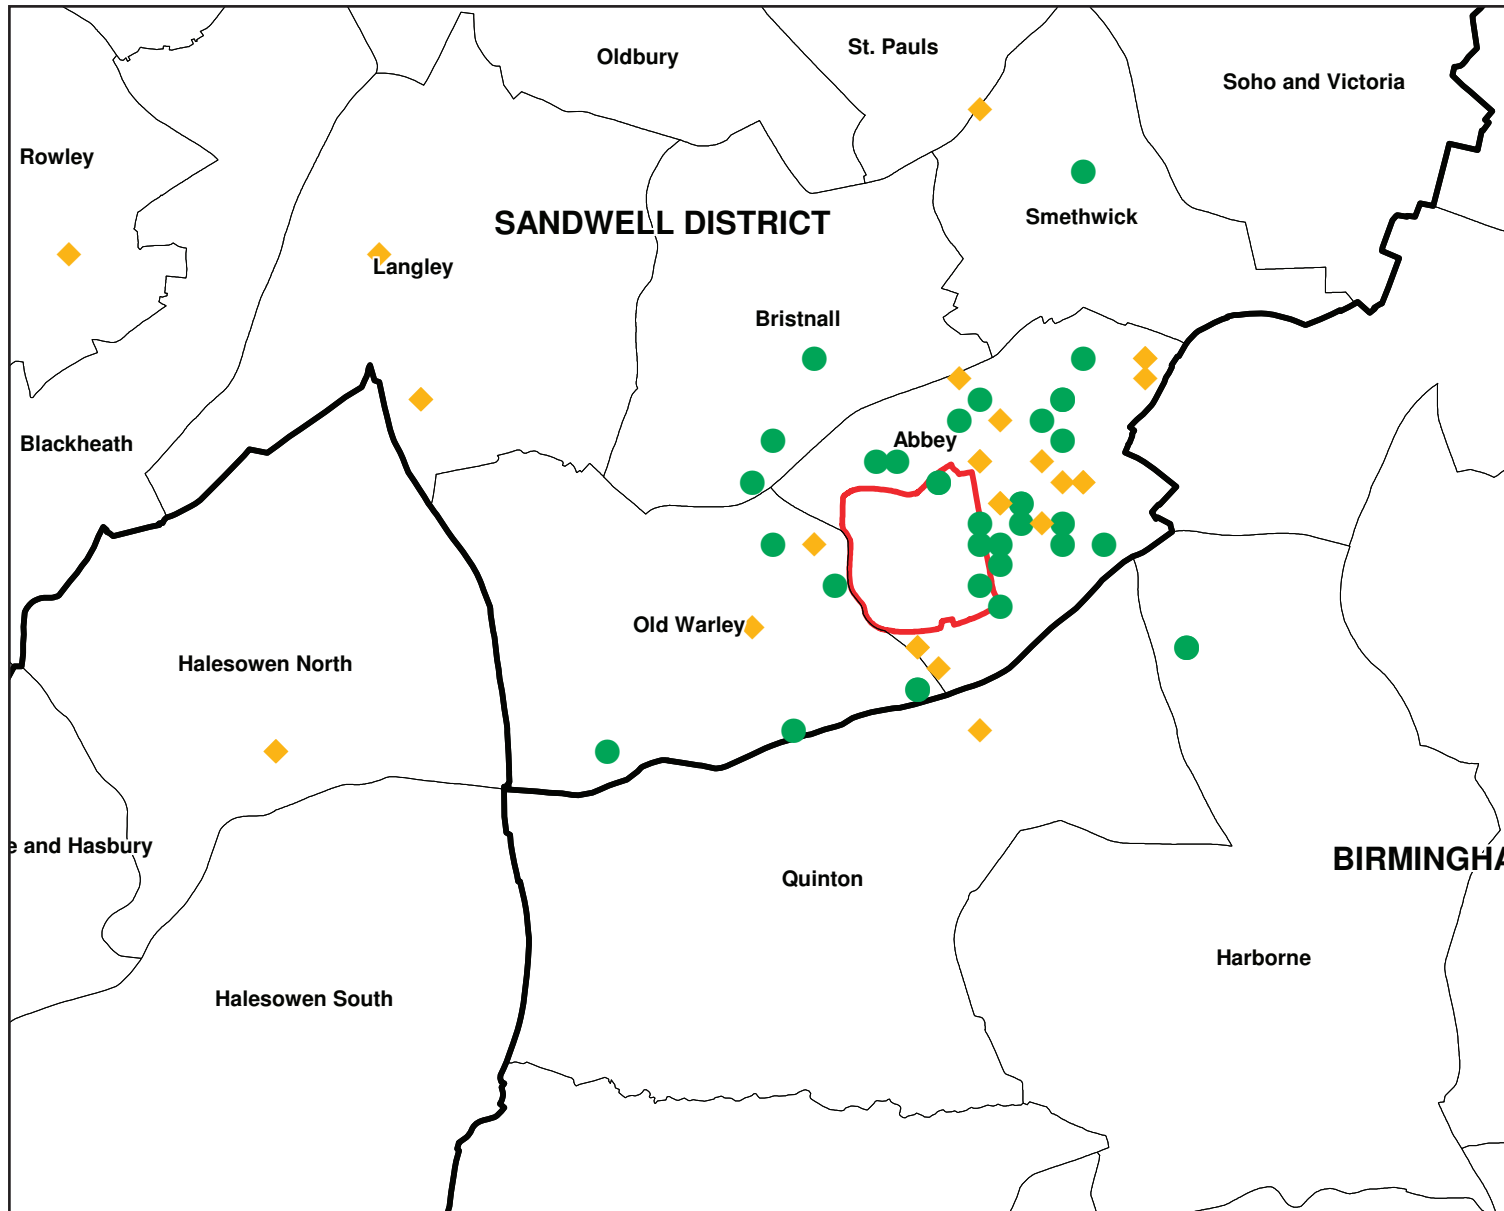 Oldbury
St. Pauls
Soho and Victoria
Rowley
SANDWELL DISTRICT
Smethwick
Langley
Bristnall
Blackheath
Abbey
Old Warley
Halesowen North
e and Hasbury
BIRMINGHA
Quinton
Harborne
Halesowen South